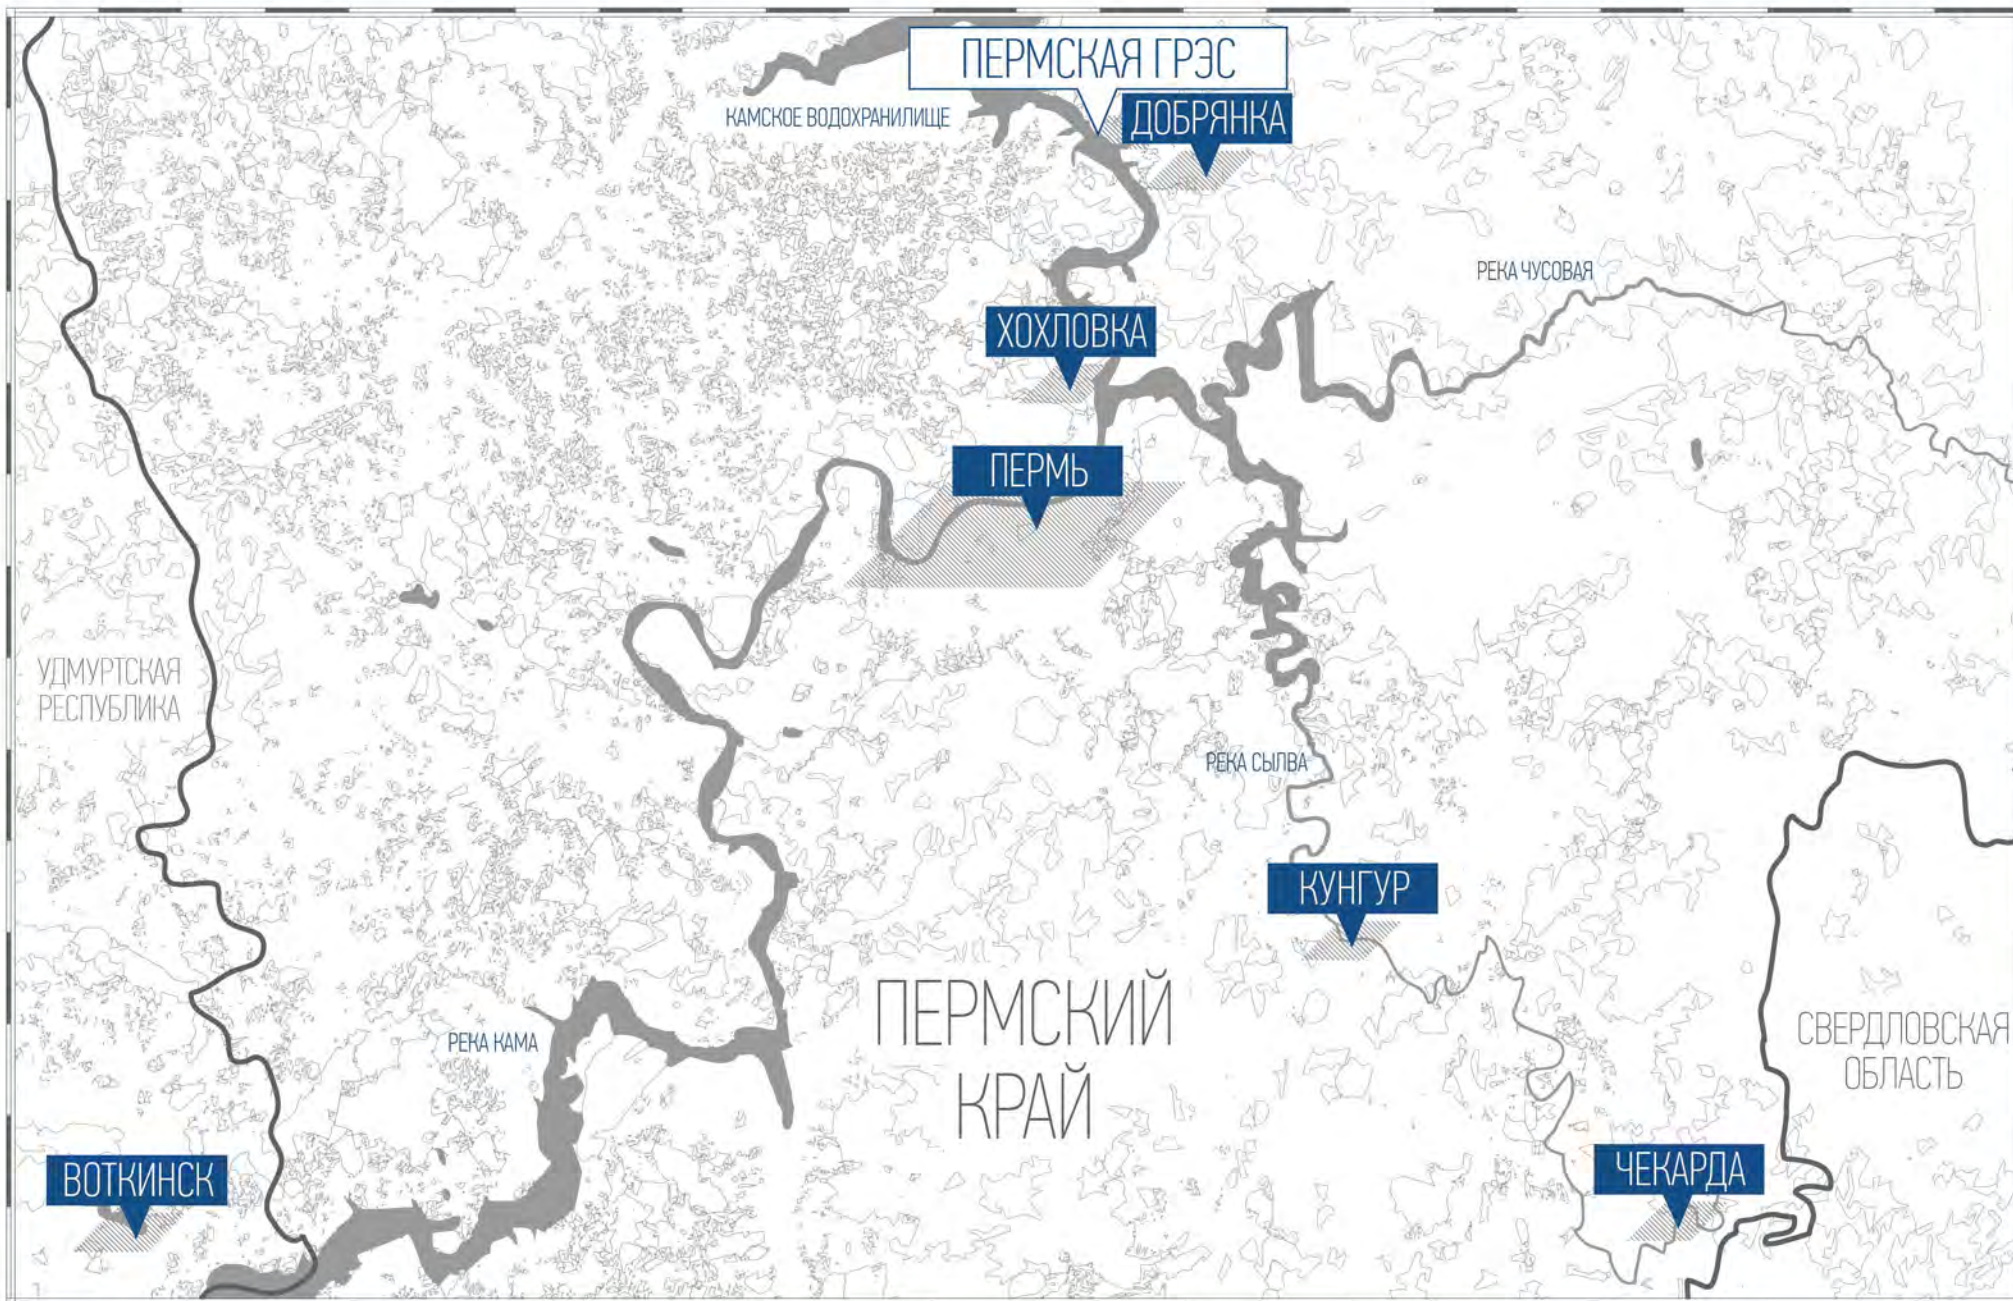 ПЕРМСКАЯ ГРЭС
КАМСКОЕ ВОДОХРАНИЛИЩЕ
ДОБРЯНКА
РЕКА ЧУСОВАЯ
ХОХЛОВКА
ПЕРМЬ
УДМУРТСКАЯ
РЕСПУБЛИКА
РЕКА СЫЛВА
КУНГУР
ПЕРМСКИЙ
КРАЙ
РЕКА КАМА
СВЕРДЛОВСКАЯ
ОБЛАСТЬ
ВОТКИНСК
ЧЕКАРДА